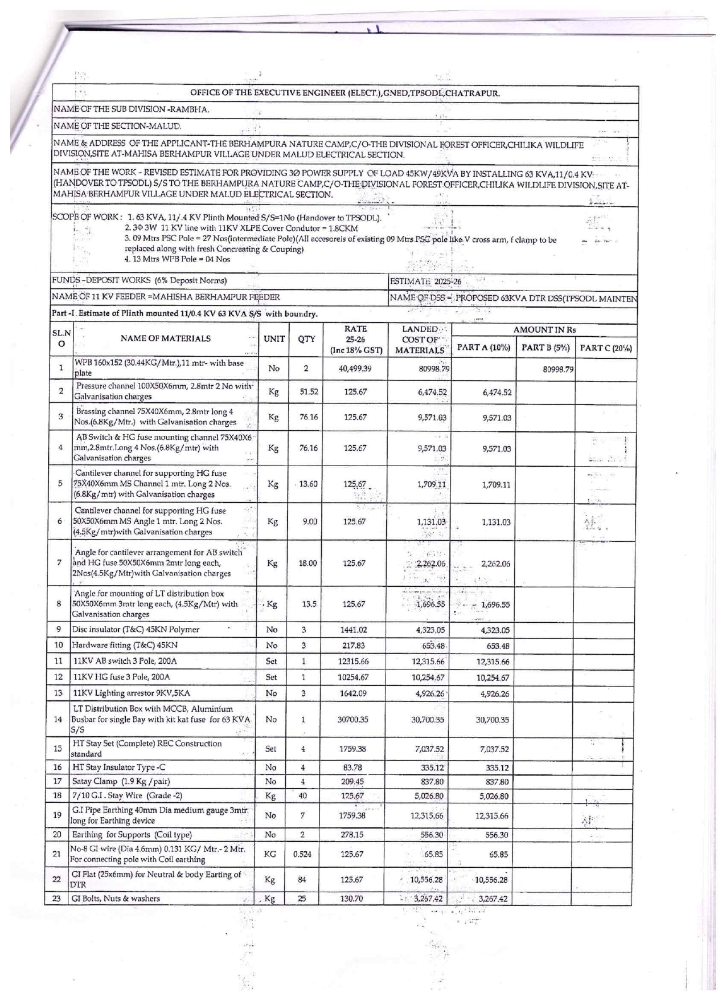 OFFICE OF THE EXECUTIVE ENGINEER (ELECT.),GNED,TPSODL,CHATRAPUR.
NAME OF THE SUB DIVISION -RAMBHA.
NAME OF THE SECTION-MALUD.
NAME & ADDRESS OF THE APPLICANT-THE BERHAMPURA NATURE CAMP,C/O-THE DIVISIONAL FOREST OFFICER,CHILIKA WILDLIFE
DIVISION,SITE AT-MAHISA BERHAMPUR VILLAGE UNDER MALUD ELECTRICAL SECTION.
NAME OF THE WORK - REVISED ESTIMATE FOR PROVIDING 3Ø POWER SUPPLY OF LOAD 45KW/49KVA BY INSTALLING 63 KVA,11/0.4 KV
(HANDOVER TO TPSODL) S/S TO THE BERHAMPURA NATURE CAMP,C/O-THE DIVISIONAL FOREST OFFICER,CHILIKA WILDLIFE DIVISION,SITE AT-
MAHISA BERHAMPUR VILLAGE UNDER MALUD ELECTRICAL SECTION.
SCOPE OF WORK : 1. 63 KVA, 11/.4 KV Plinth Mounted S/S=1No (Handover to TPSODL).
2. 3Φ 3W 11 KV line with 11KV XLPE Cover Condutor = 1.8CKM
3. 09 Mtrs PSC Pole = 27 Nos(intermediate Pole)(All accesoreis of existing 09 Mtrs PSC pole like V cross arm, f clamp to be
replaced along with fresh Concreating & Couping)
4. 13 Mtrs WPB Pole = 04 Nos
FUNDS -DEPOSIT WORKS (6% Deposit Norms) ESTIMATE 2025-26
NAME OF 11 KV FEEDER =MAHISHA BERHAMPUR FEEDER NAME OF DSS = PROPOSED 63KVA DTR DSS(TPSODL MAINTEN
Part -I. Estimate of Plinth mounted 11/0.4 KV 63 KVA S/S with boundry.
SL.NO NAME OF MATERIALS UNIT QTY RATE 25-26 (Inc 18% GST) LANDED COST OF MATERIALS AMOUNT IN Rs
PART A (10%) PART B (5%) PART C (20%)
1 WPB 160x152 (30.44KG/Mtr.),11 mtr- with base plate No 2 40,499.39 80998.79 80998.79
2 Pressure channel 100X50X6mm, 2.8mtr 2 No with Galvanisation charges Kg 51.52 125.67 6,474.52 6,474.52
3 Brassing channel 75X40X6mm, 2.8mtr long 4 Nos.(6.8Kg/Mtr.) with Galvanisation charges Kg 76.16 125.67 9,571.03 9,571.03
4 AB Switch & HG fuse mounting channel 75X40X6 mm,2.8mtr.Long 4 Nos.(6.8Kg/mtr) with Galvanisation charges Kg 76.16 125.67 9,571.03 9,571.03
5 Cantilever channel for supporting HG fuse 75X40X6mm MS Channel 1 mtr. Long 2 Nos. (6.8Kg/mtr) with Galvanisation charges Kg 13.60 125.67 1,709.11 1,709.11
6 Cantilever channel for supporting HG fuse 50X50X6mm MS Angle 1 mtr. Long 2 Nos. (4.5Kg/mtr)with Galvanisation charges Kg 9.00 125.67 1,131.03 1,131.03
7 Angle for cantilever arrangement for AB switch and HG fuse 50X50X6mm 2mtr long each, 2Nos(4.5Kg/Mtr)with Galvanisation charges Kg 18.00 125.67 2,262.06 2,262.06
8 Angle for mounting of LT distribution box 50X50X6mm 3mtr long each, (4.5Kg/Mtr) with Galvanisation charges Kg 13.5 125.67 1,696.55 1,696.55
9 Disc insulator (T&C) 45KN Polymer No 3 1441.02 4,323.05 4,323.05
10 Hardware fitting (T&C) 45KN No 3 217.83 653.48 653.48
11 11KV AB switch 3 Pole, 200A Set 1 12315.66 12,315.66 12,315.66
12 11KV HG fuse 3 Pole, 200A Set 1 10254.67 10,254.67 10,254.67
13 11KV Lighting arrestor 9KV,5KA No 3 1642.09 4,926.26 4,926.26
14 LT Distribution Box with MCCB, Aluminium Busbar for single Bay with kit kat fuse for 63 KVA S/S No 1 30700.35 30,700.35 30,700.35
15 HT Stay Set (Complete) REC Construction standard Set 4 1759.38 7,037.52 7,037.52
16 HT Stay Insulator Type -C No 4 83.78 335.12 335.12
17 Satay Clamp (1.9 Kg /pair) No 4 209.45 837.80 837.80
18 7/10 G.I . Stay Wire (Grade -2) Kg 40 125.67 5,026.80 5,026.80
19 G.I Pipe Earthing 40mm Dia medium gauge 3mtr long for Earthing device No 7 1759.38 12,315.66 12,315.66
20 Earthing for Supports (Coil type) No 2 278.15 556.30 556.30
21 No-8 GI wire (Dia 4.6mm) 0.131 KG/ Mtr.- 2 Mtr. For connecting pole with Coil earthing KG 0.524 125.67 65.85 65.85
22 GI Flat (25x6mm) for Neutral & body Earting of DTR Kg 84 125.67 10,556.28 10,556.28
23 GI Bolts, Nuts & washers Kg 25 130.70 3,267.42 3,267.42